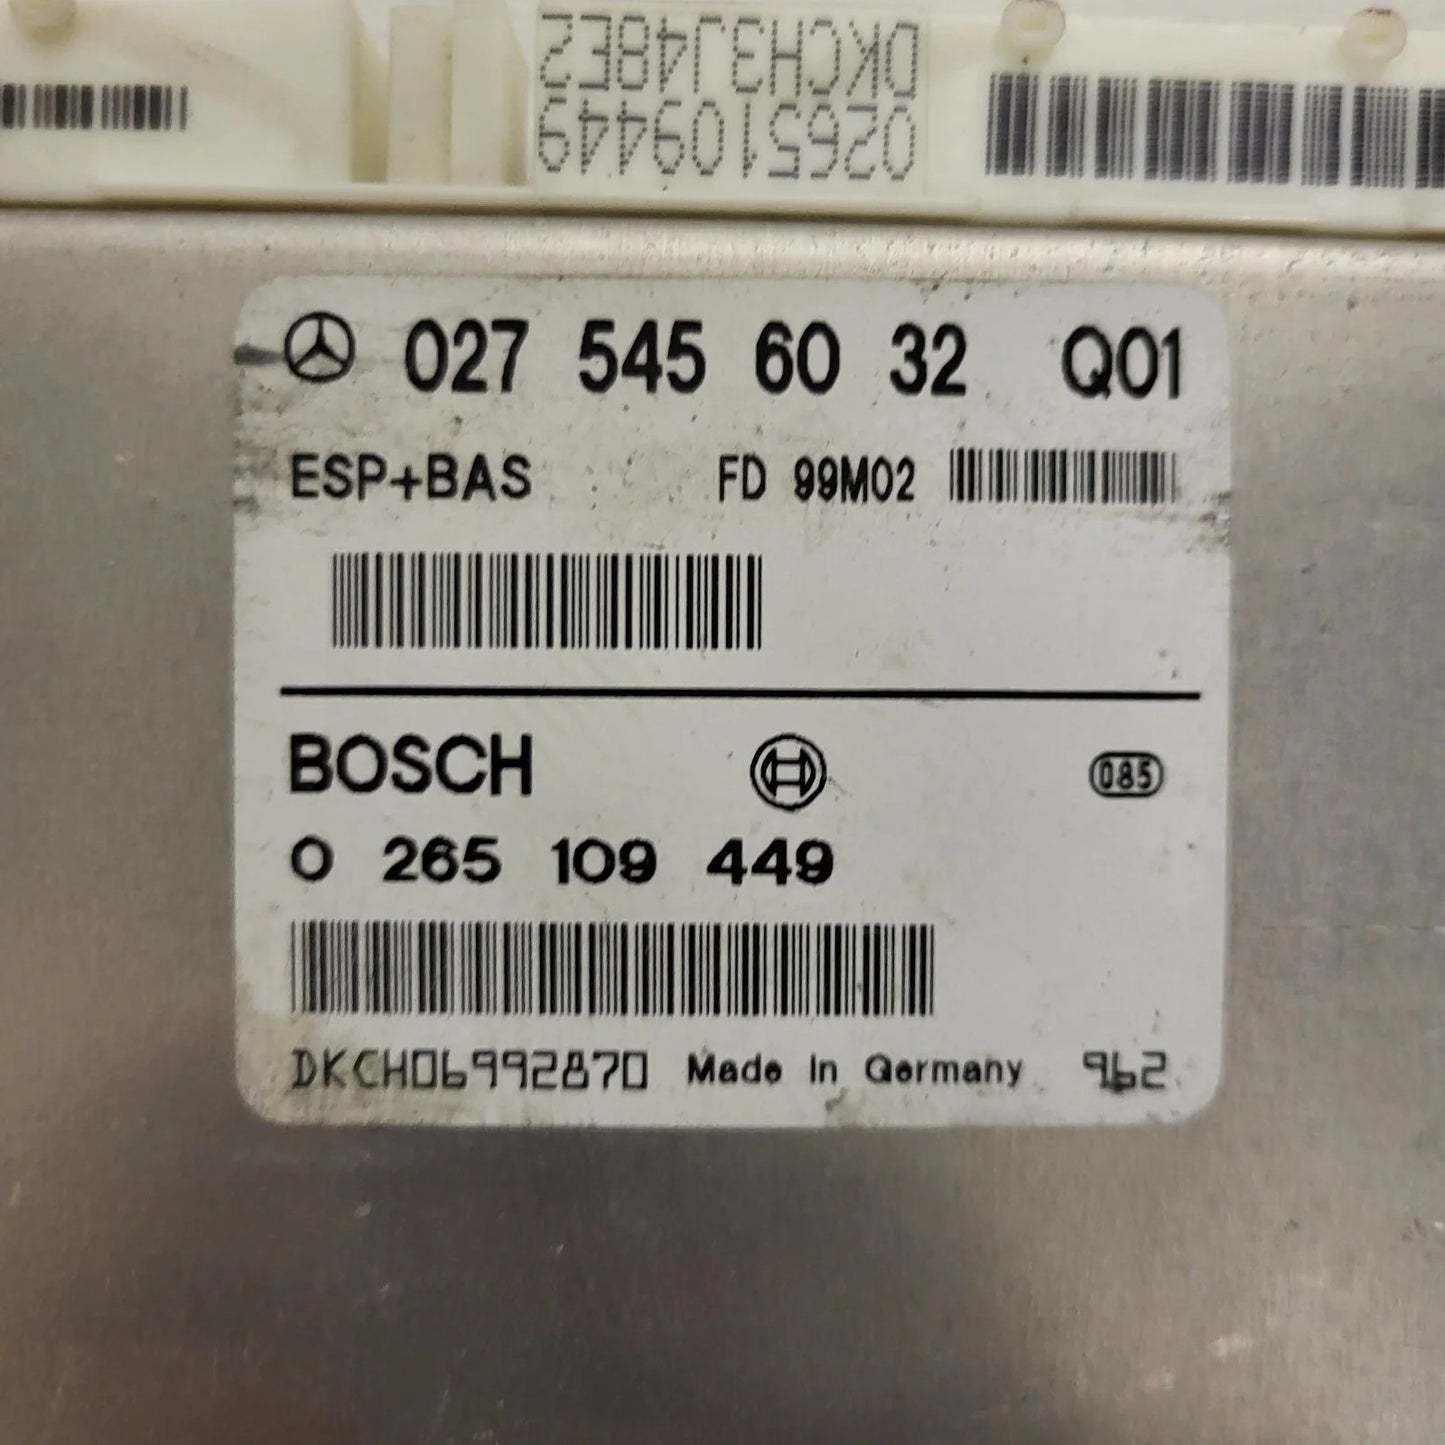 DKCH3J48E2
0265109449
027 545 60 32 Q01
ESP+BAS FD 99M02
BOSCH 085
0 265 109 449
DKCH06992870 Made in Germany 962